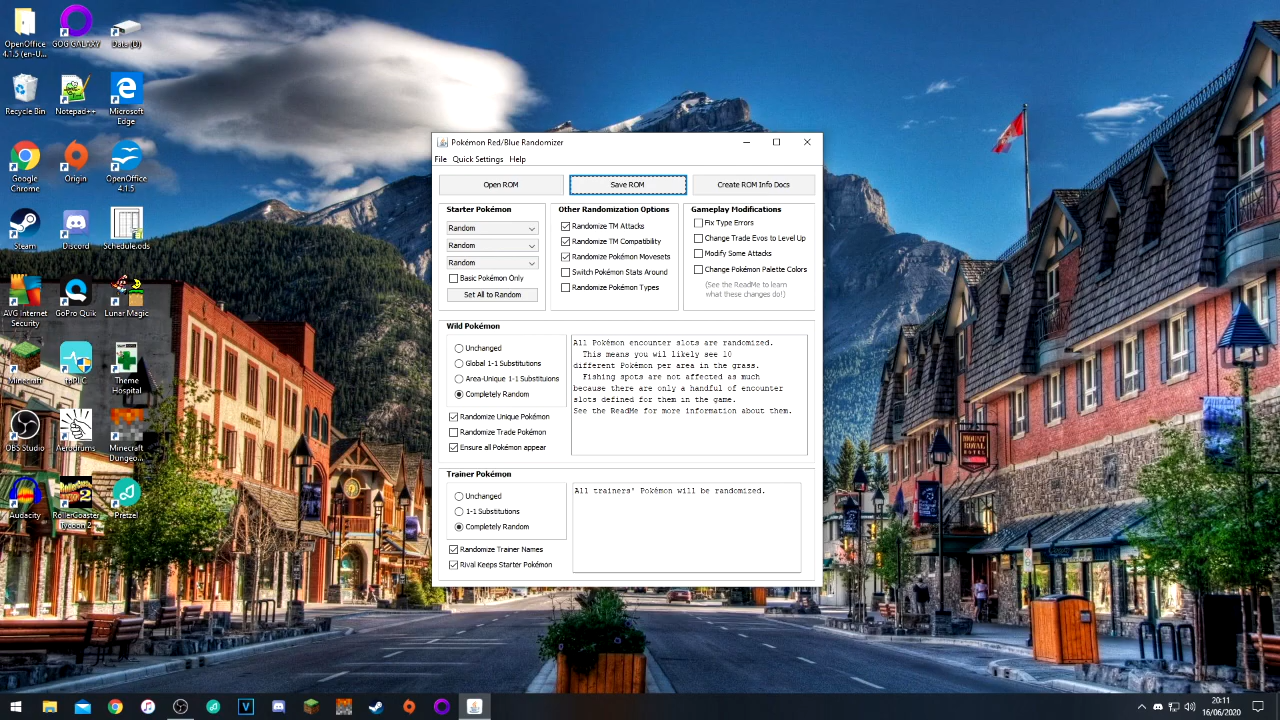 OpenOffice 4.1.5 (en-U...
GOG GALAXY
Data (D)
Recycle Bin
Notepad++
Microsoft Edge
Google Chrome
Origin
OpenOffice 4.1.5
Steam
Discord
Schedule.ods
AVG Internet Security
GoPro Quik
Lunar Magic
Minecraft
Theme Hospital
OBS Studio
Aerodrums
Minecraft Dungeo...
Audacity
RollerCoaster Tycoon 2
Pretzel
Pokémon Red/Blue Randomizer
File Quick Settings Help
Open ROM
Save ROM
Create ROM Info Docs
Starter Pokémon
Random
Random
Random
Basic Pokémon Only
Set All to Random
Other Randomization Options
Randomize TM Attacks
Randomize TM Compatibility
Randomize Pokémon Movesets
Switch Pokémon Stats Around
Randomize Pokémon Types
Gameplay Modifications
Fix Type Errors
Change Trade Evos to Level Up
Modify Some Attacks
Change Pokémon Palette Colors
(See the ReadMe to learn
what these changes do!)
Wild Pokémon
Unchanged
Global 1-1 Substitutions
Area-Unique 1-1 Substituions
Completely Random
Randomize Unique Pokémon
Randomize Trade Pokémon
Ensure all Pokémon appear
All Pokémon encounter slots are randomized.
This means you wil likely see 10
different Pokémon per area in the grass.
Fishing spots are not affected as much
because there are only a handful of encounter
slots defined for them in the game.
See the ReadMe for more information about them.
Trainer Pokémon
Unchanged
1-1 Substitutions
Completely Random
Randomize Trainer Names
Rival Keeps Starter Pokémon
All trainers' Pokémon will be randomized.
MOUNT
ROYAL
HOTEL
20:11
16/06/2020